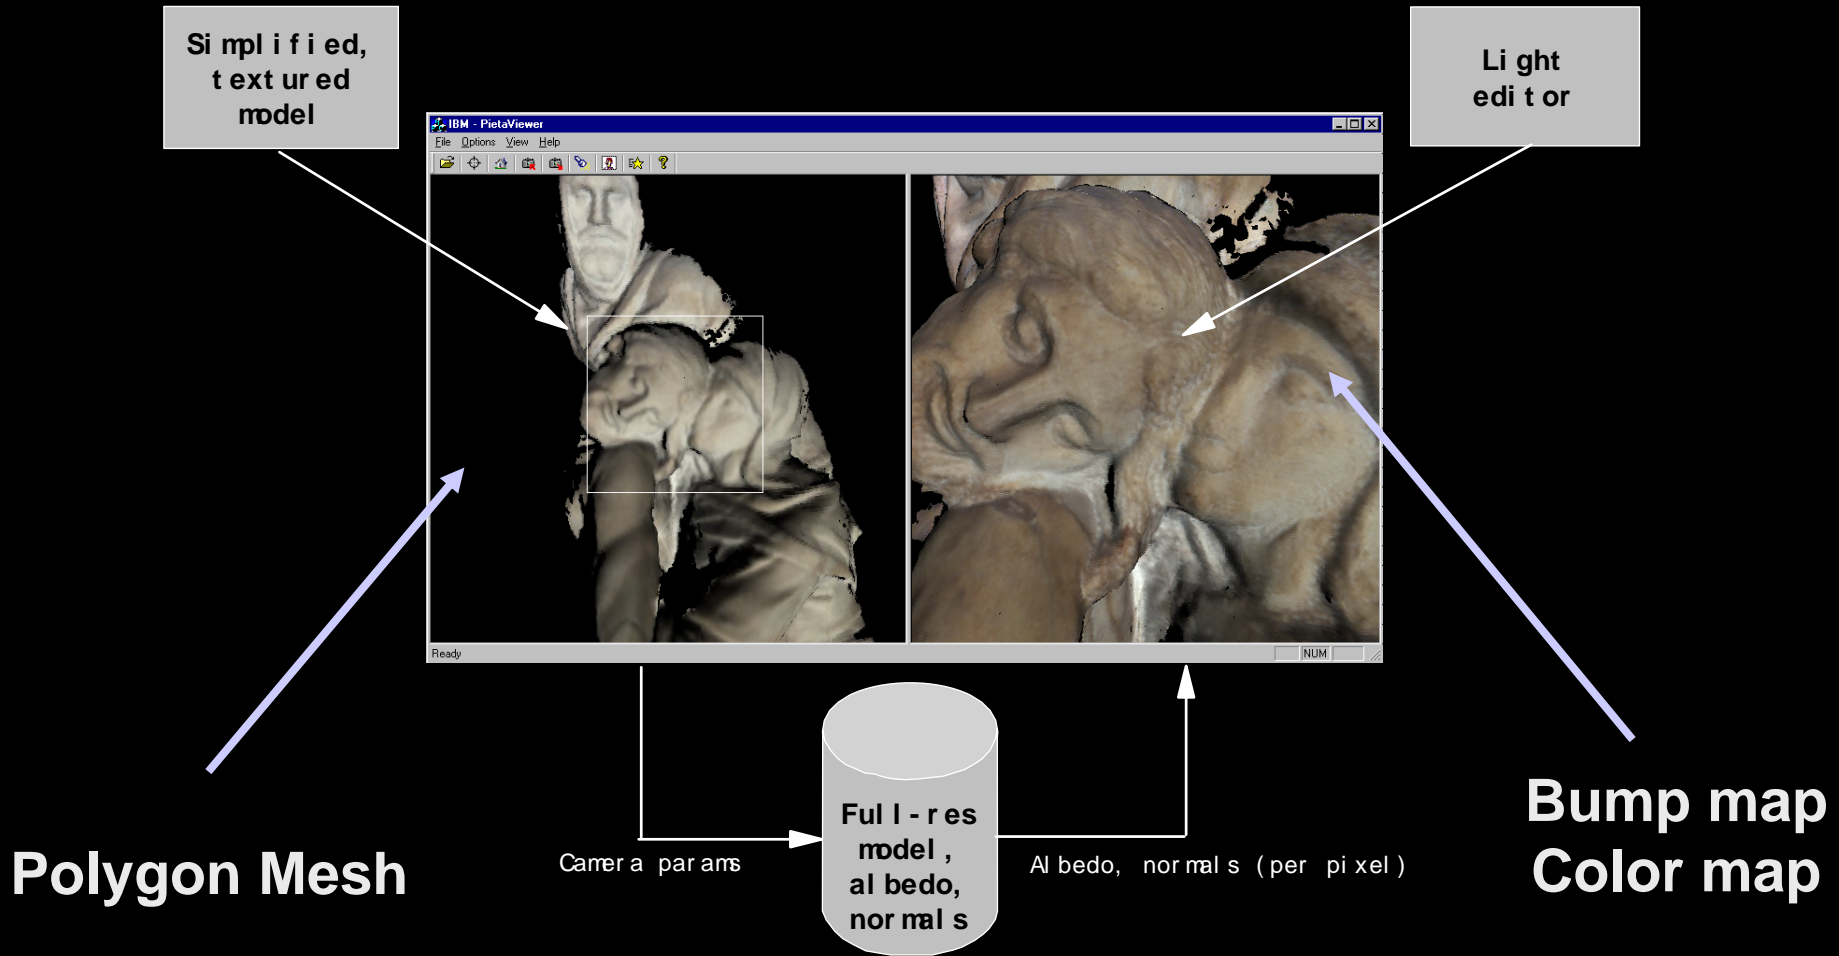 Simplified,
textured
model
Light
editor
IBM - PietaViewer
File Options View Help
Ready
NUM
Polygon Mesh
Camera params
Full-res
model,
albedo,
normals
Albedo, normals (per pixel)
Bump map
Color map